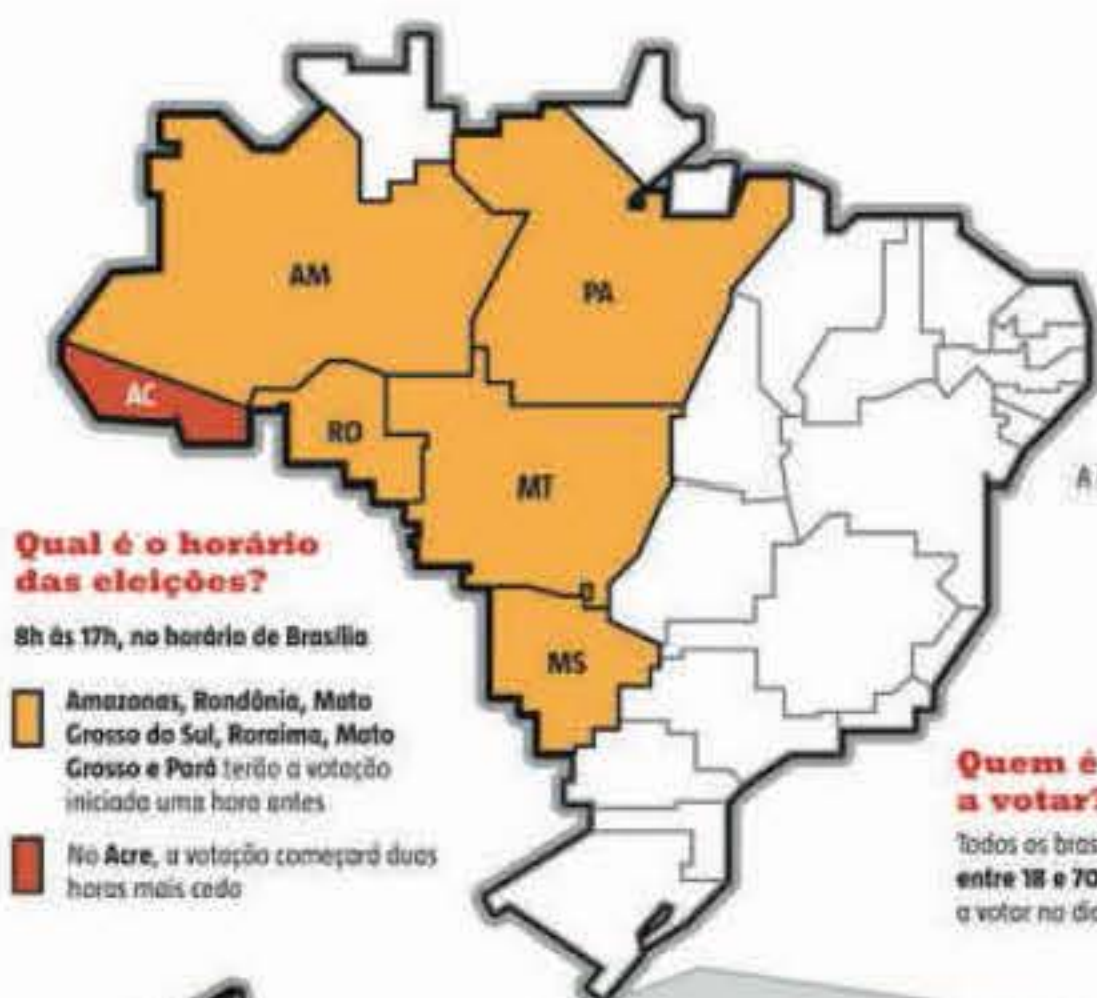 AM
PA
AC
RO
MT
MS
A
Qual é o horário
das eleições?
8h às 17h, no horário de Brasília
Amazonas, Rondônia, Mato
Grosso do Sul, Roraima, Mato
Grosso e Pará terão a votação
iniciada uma hora antes
No Acre, a votação começará duas
horas mais cedo
Quem é
a votar?
Todos os bras
entre 18 e 70
a votar no dia